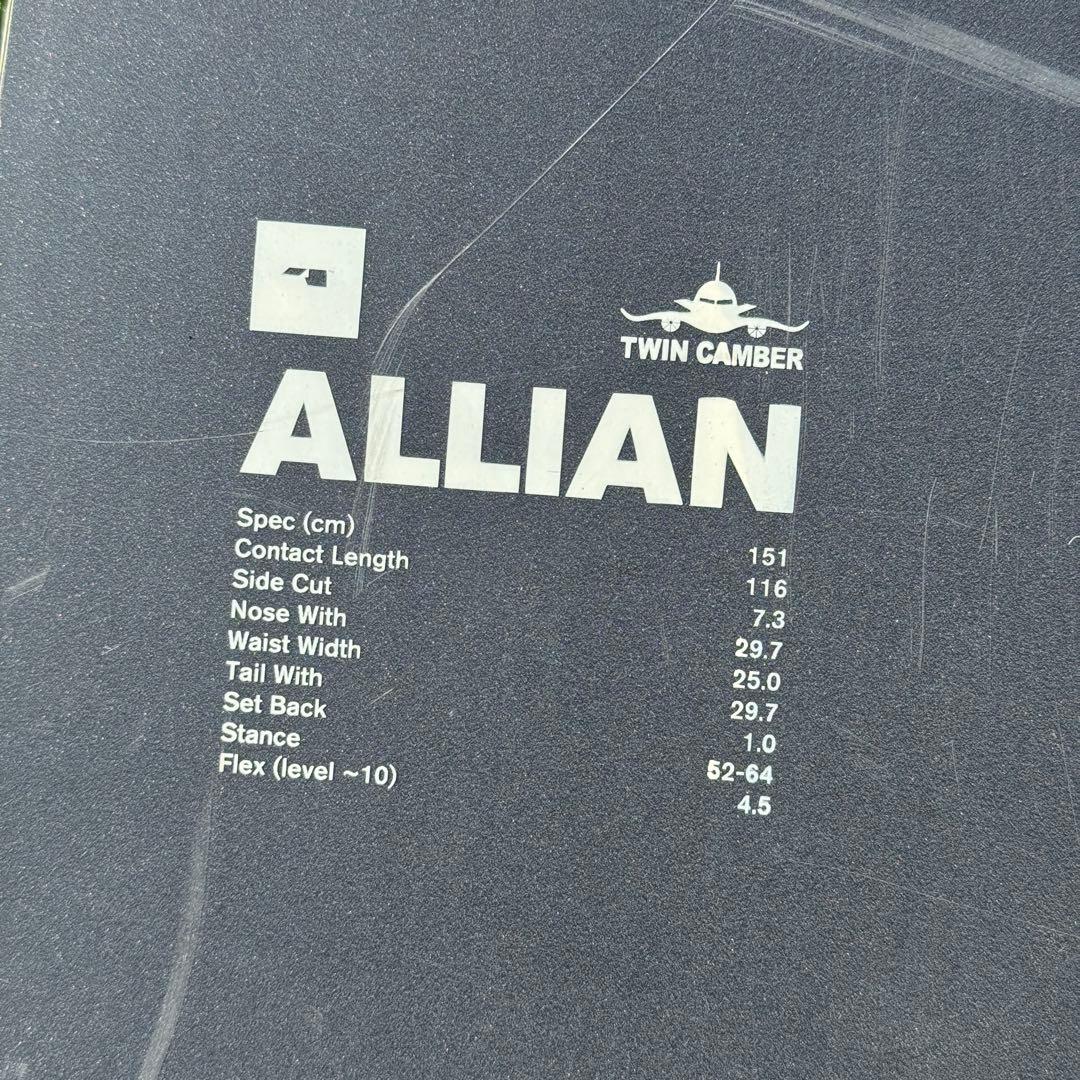 TWIN CAMBER
ALLIAN
Spec (cm) 151
Contact Length 116
Side Cut 7.3
Nose With 29.7
Waist Width 25.0
Tail With 29.7
Set Back 1.0
Stance 52-64
Flex (level ~10) 4.5